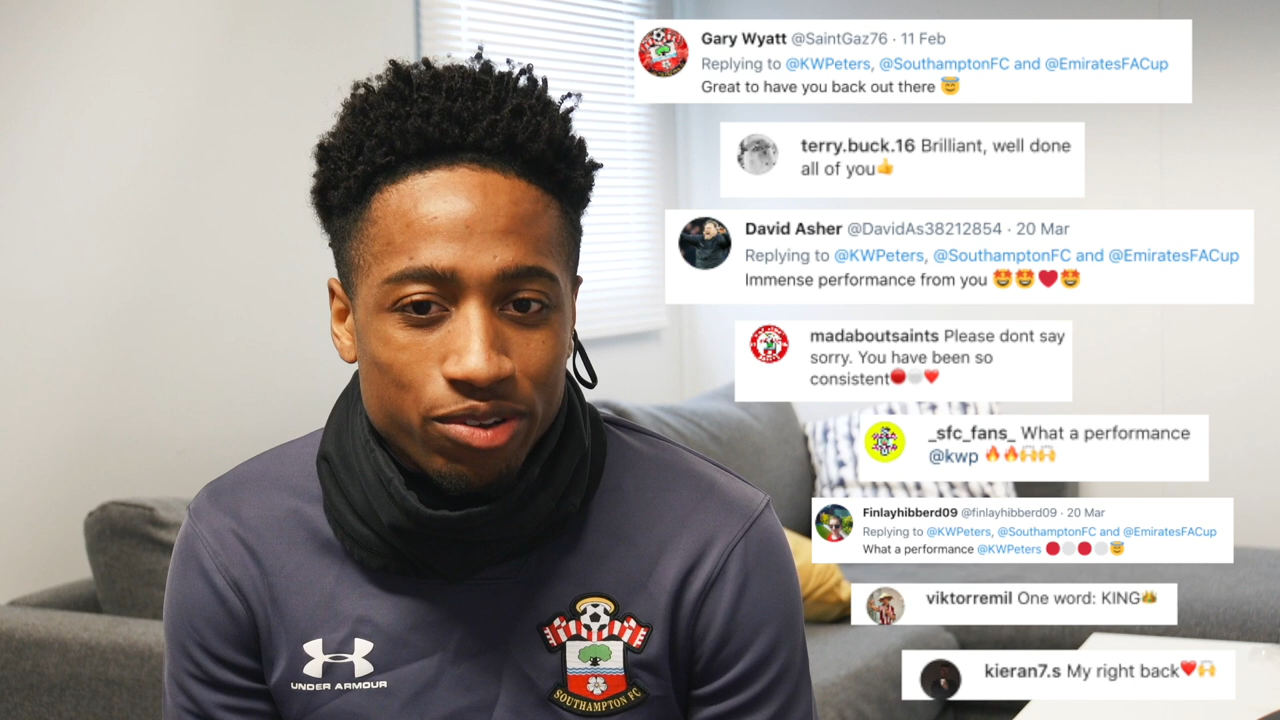 Gary Wyatt @SaintGaz76 · 11 Feb
Replying to @KWPeters, @SouthamptonFC and @EmiratesFACup
Great to have you back out there 😇
terry.buck.16 Brilliant, well done
all of you👍
David Asher @DavidAs38212854 · 20 Mar
Replying to @KWPeters, @SouthamptonFC and @EmiratesFACup
Immense performance from you 🤩🤩❤️🤩
madaboutsaints Please dont say
sorry. You have been so
consistent🔴⚪❤️
_sfc_fans_ What a performance
@kwp 🔥🔥🙌🙌
Finlayhibberd09 @finlayhibberd09 · 20 Mar
Replying to @KWPeters, @SouthamptonFC and @EmiratesFACup
What a performance @KWPeters 🔴⚪🔴⚪😇
viktorremil One word: KING👑
kieran7.s My right back❤️🙌
UNDER ARMOUR
SOUTHAMPTON FC